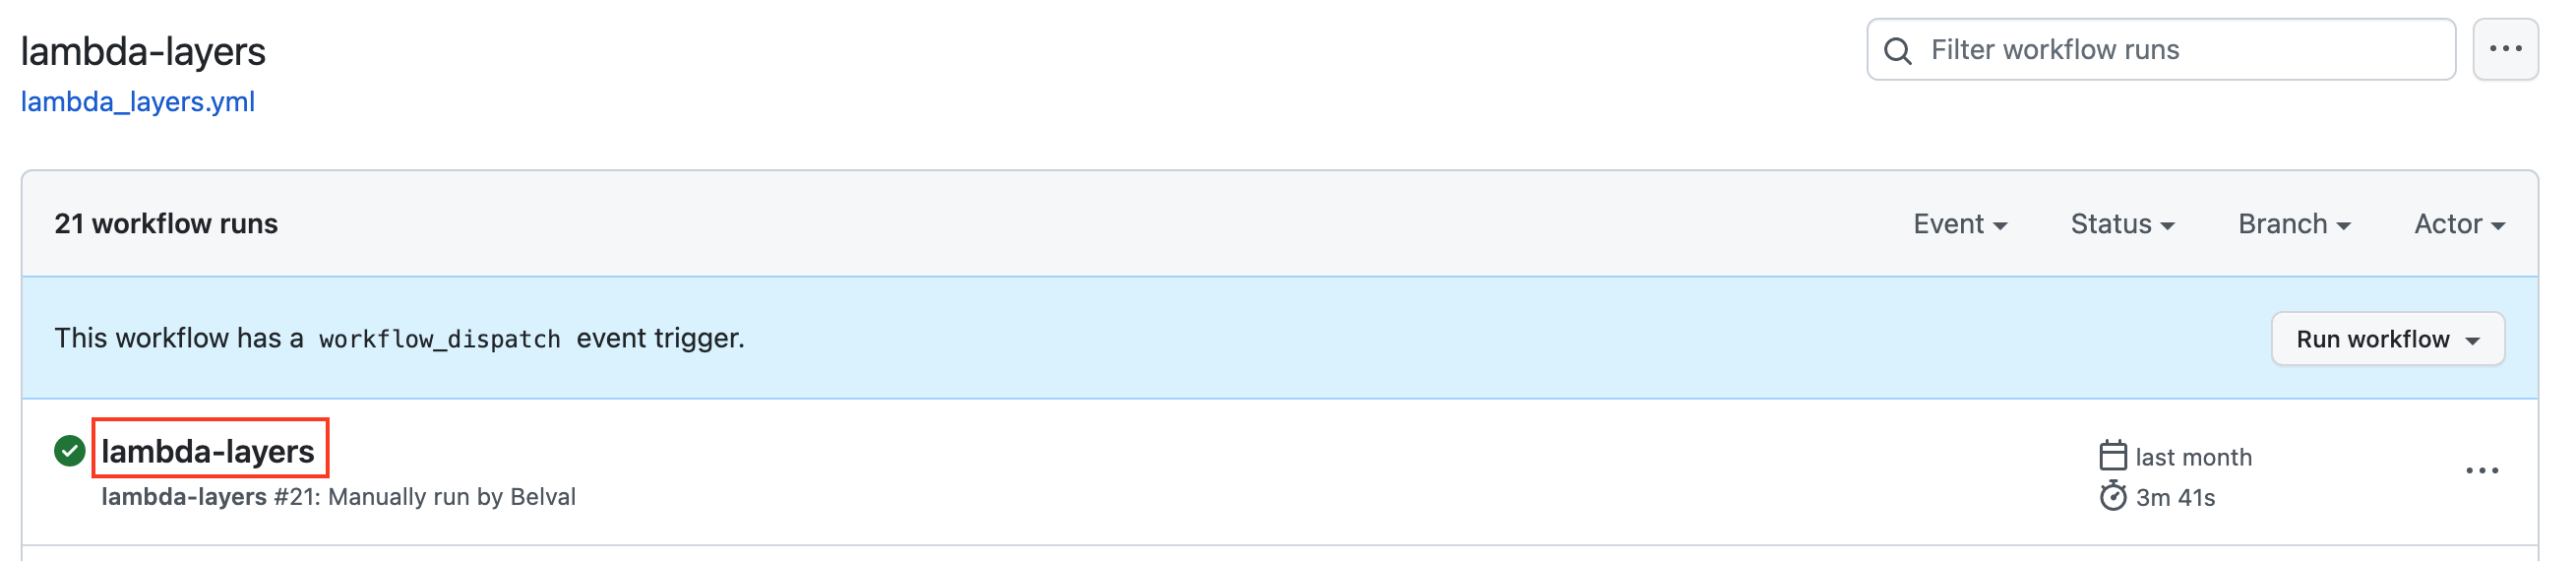 lambda-layers
lambda_layers.yml
Filter workflow runs
21 workflow runs
Event
Status
Branch
Actor
This workflow has a workflow_dispatch event trigger.
Run workflow
lambda-layers
last month
lambda-layers #21: Manually run by Belval
3m 41s